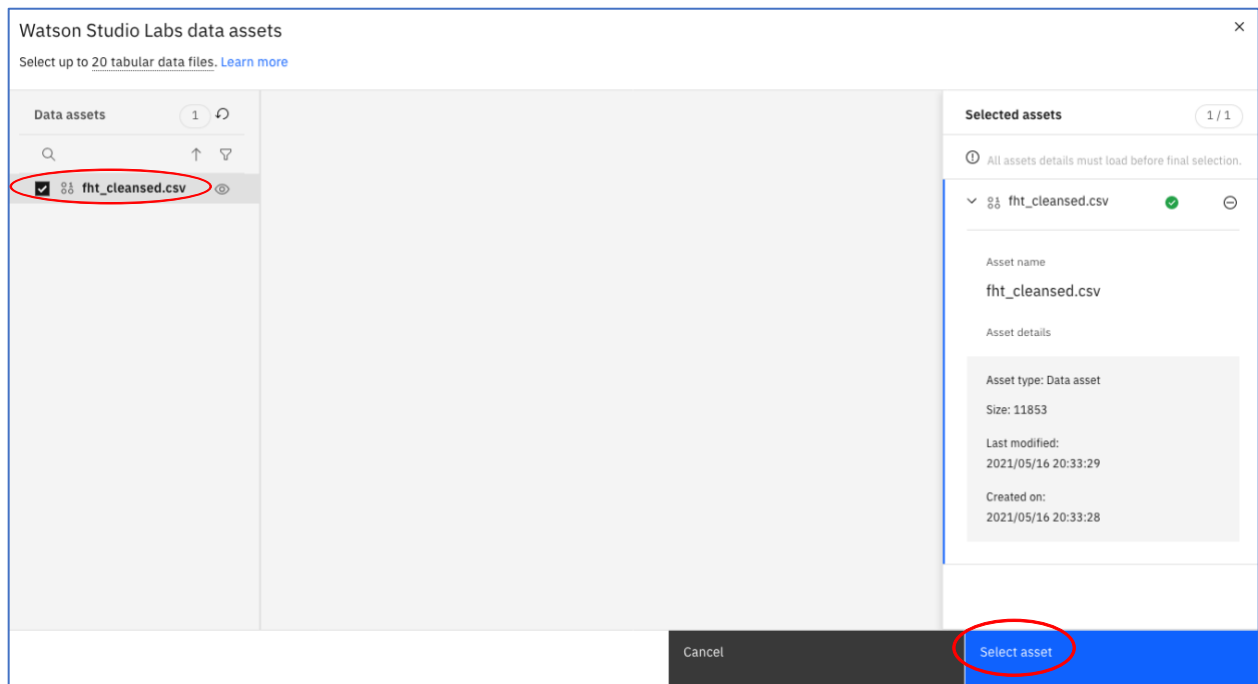 Watson Studio Labs data assets
Select up to 20 tabular data files. Learn more
Data assets 1
fht_cleansed.csv
Selected assets 1 / 1
All assets details must load before final selection.
fht_cleansed.csv
Asset name
fht_cleansed.csv
Asset details
Asset type: Data asset
Size: 11853
Last modified:
2021/05/16 20:33:29
Created on:
2021/05/16 20:33:28
Cancel
Select asset